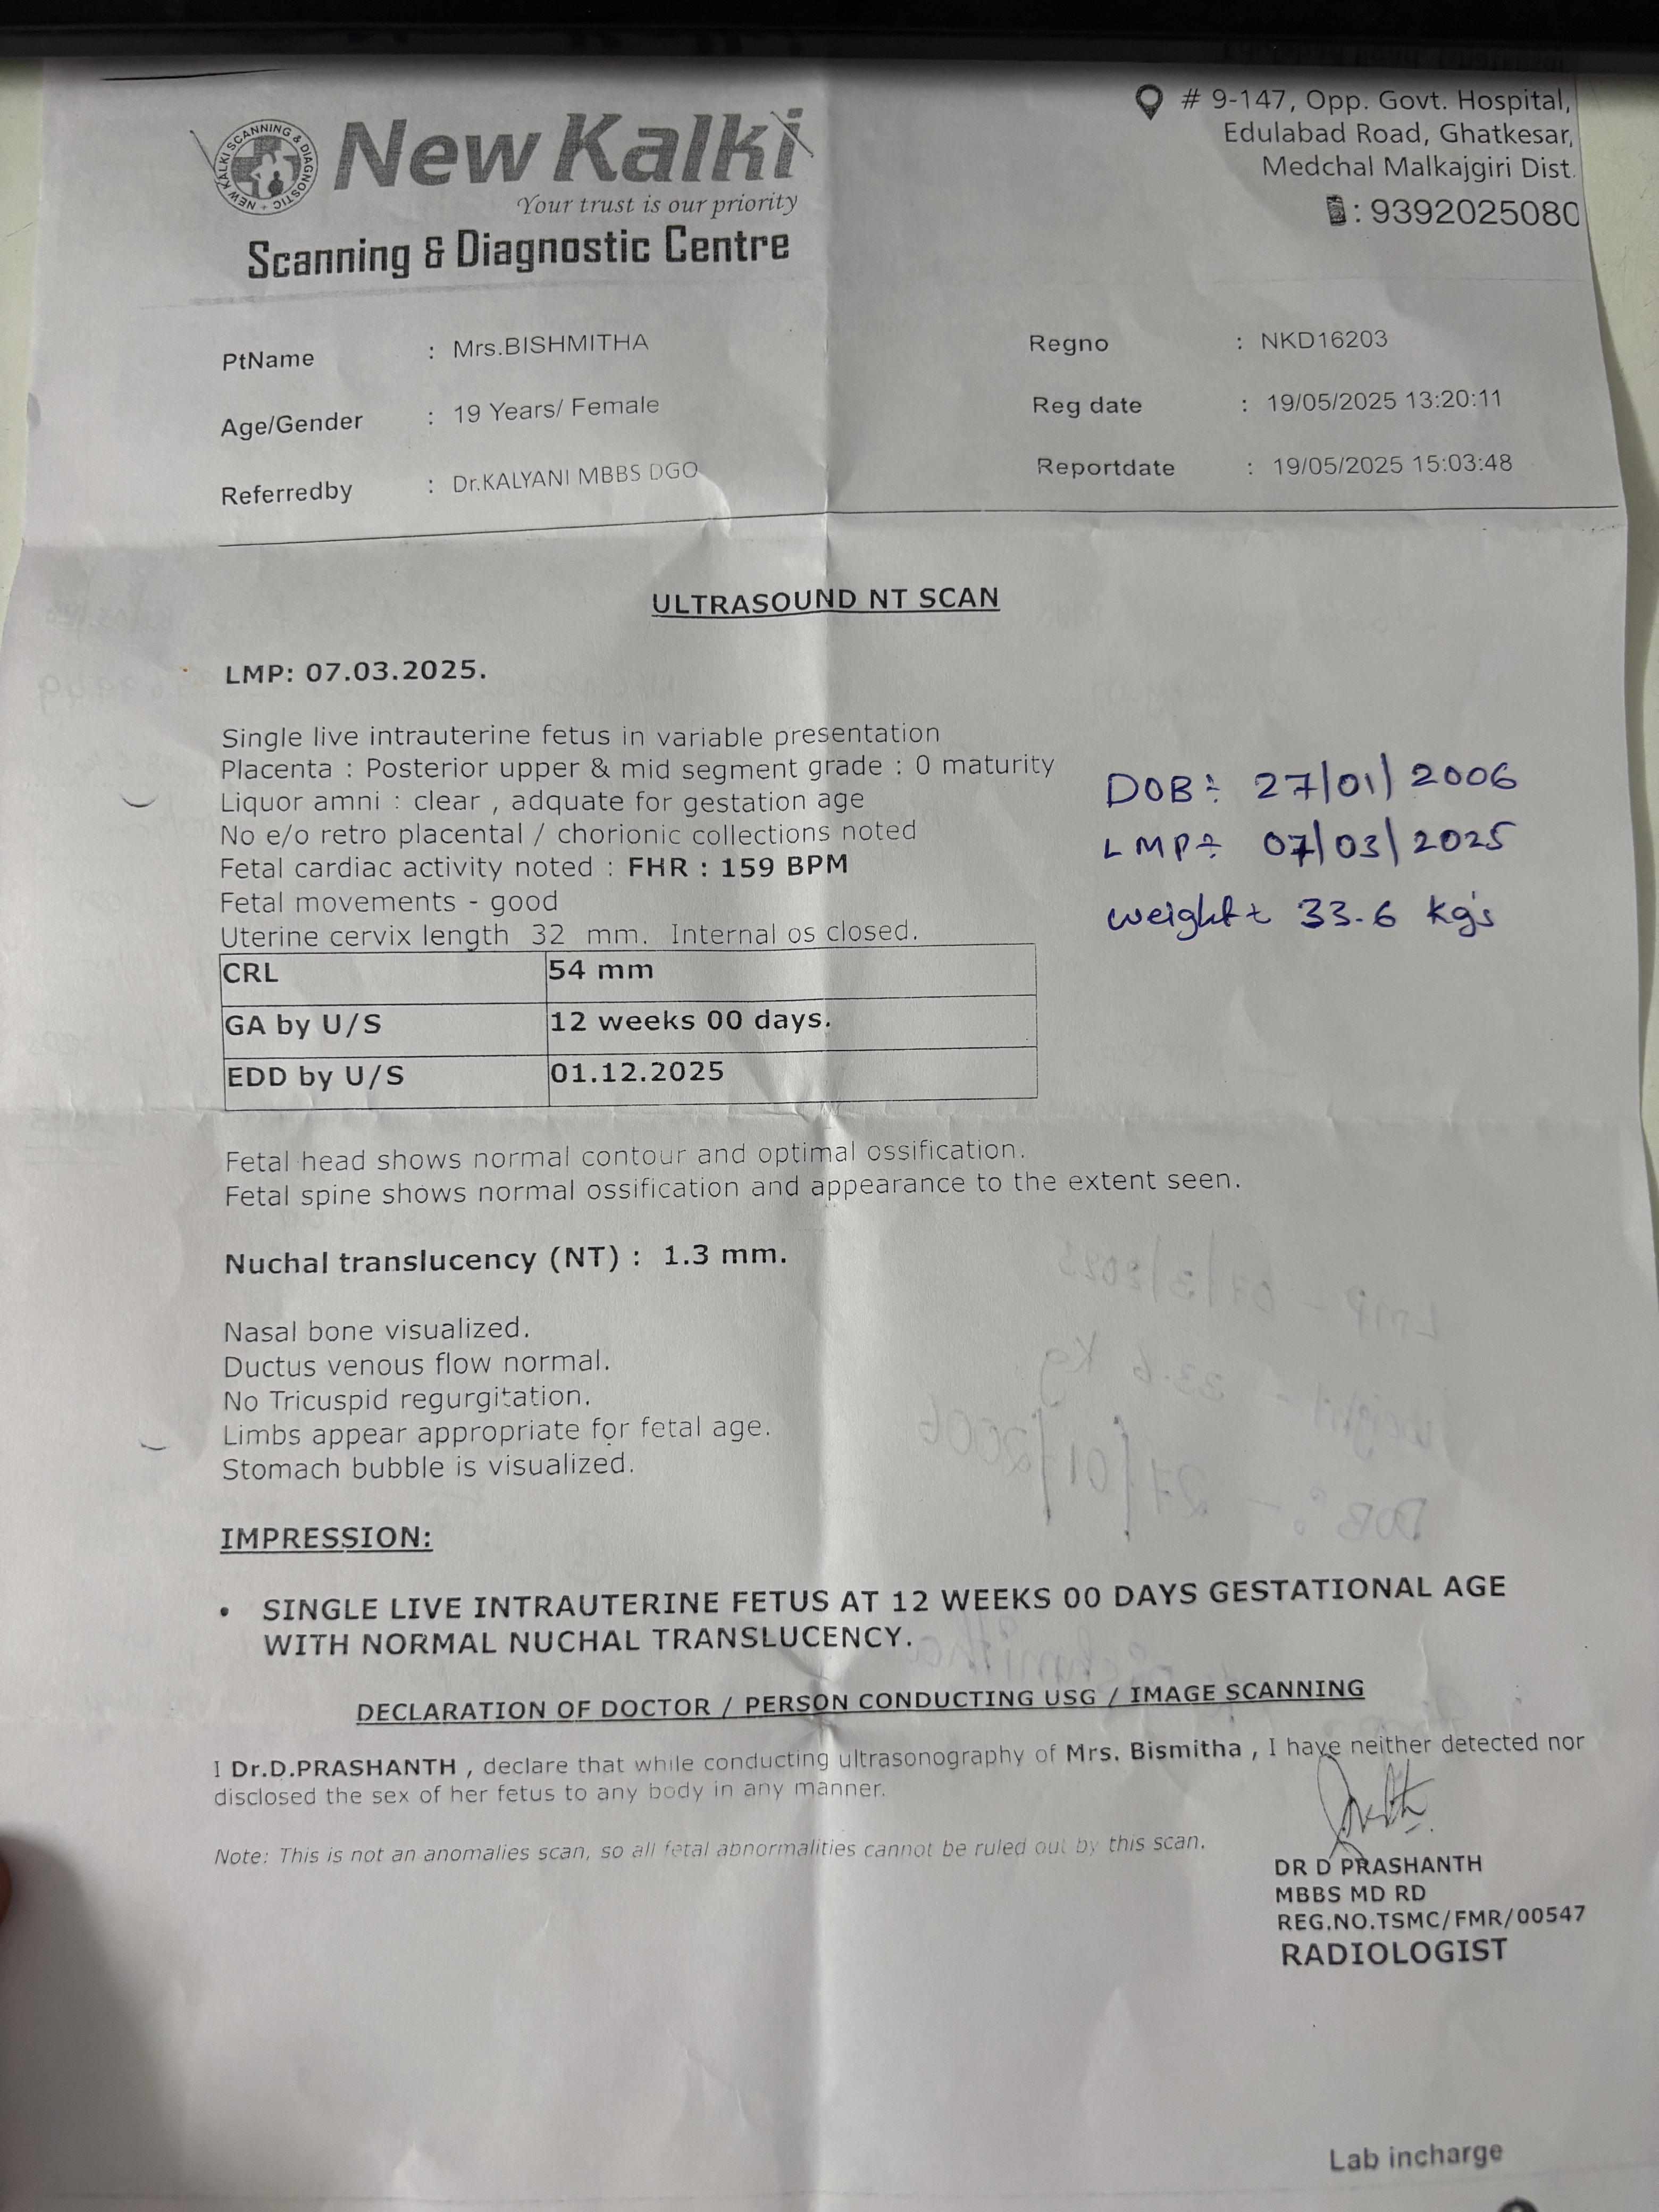 NEW KALKI SCANNING & DIAGNOSTIC
New Kalki
Your trust is our priority
Scanning & Diagnostic Centre
# 9-147, Opp. Govt. Hospital,
Edulabad Road, Ghatkesar,
Medchal Malkajgiri Dist.
: 9392025080
PtName : Mrs.BISHMITHA
Regno : NKD16203
Age/Gender : 19 Years/ Female
Reg date : 19/05/2025 13:20:11
Referredby : Dr.KALYANI MBBS DGO
Reportdate : 19/05/2025 15:03:48
ULTRASOUND NT SCAN
LMP: 07.03.2025.
Single live intrauterine fetus in variable presentation
Placenta : Posterior upper & mid segment grade : 0 maturity
Liquor amni : clear , adquate for gestation age
No e/o retro placental / chorionic collections noted
Fetal cardiac activity noted : FHR : 159 BPM
Fetal movements - good
Uterine cervix length 32 mm. Internal os closed.
DOB÷ 27/01/2006
LMP÷ 07/03/2025
weight÷ 33.6 kg's
CRL 54 mm
GA by U/S 12 weeks 00 days.
EDD by U/S 01.12.2025
Fetal head shows normal contour and optimal ossification.
Fetal spine shows normal ossification and appearance to the extent seen.
Nuchal translucency (NT) : 1.3 mm.
Nasal bone visualized.
Ductus venous flow normal.
No Tricuspid regurgitation.
Limbs appear appropriate for fetal age.
Stomach bubble is visualized.
IMPRESSION:
• SINGLE LIVE INTRAUTERINE FETUS AT 12 WEEKS 00 DAYS GESTATIONAL AGE
WITH NORMAL NUCHAL TRANSLUCENCY.
DECLARATION OF DOCTOR / PERSON CONDUCTING USG / IMAGE SCANNING
I Dr.D.PRASHANTH , declare that while conducting ultrasonography of Mrs. Bismitha , I have neither detected nor
disclosed the sex of her fetus to any body in any manner.
Note: This is not an anomalies scan, so all fetal abnormalities cannot be ruled out by this scan.
DR D PRASHANTH
MBBS MD RD
REG.NO.TSMC/FMR/00547
RADIOLOGIST
Lab incharge